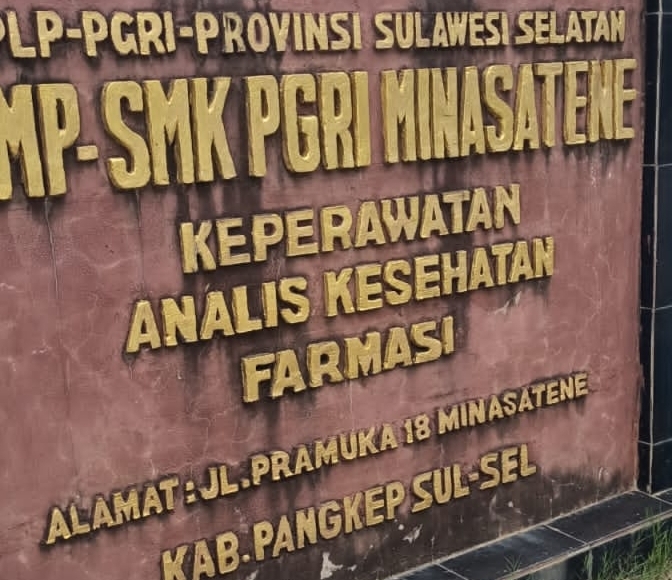 PLP-PGRI-PROVINSI SULAWESI SELATAN
MP-SMK PGRI MINASATENE
KEPERAWATAN
ANALIS KESEHATAN
FARMASI
ALAMAT : JL. PRAMUKA 18 MINASATENE
KAB. PANGKEP SUL-SEL